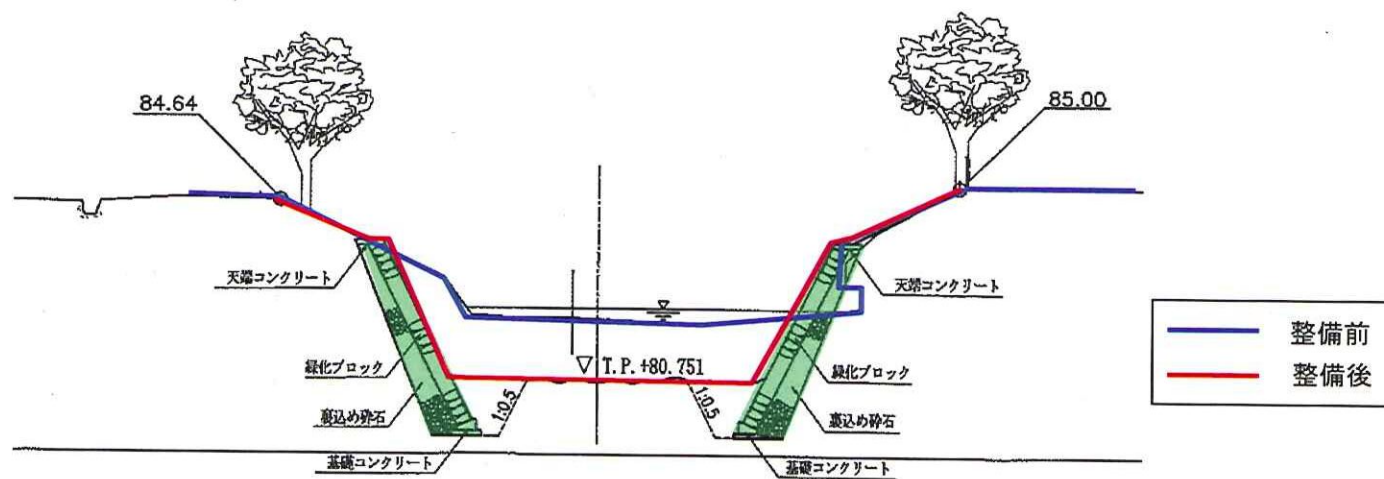 84.64
85.00
天端コンクリート
天端コンクリート
T.P.+80.751
緑化ブロック
緑化ブロック
1:0.5
1:0.5
裏込め砕石
裏込め砕石
基礎コンクリート
基礎コンクリート
整備前
整備後